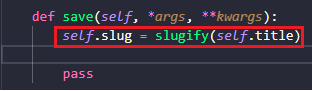 def save(self, *args, **kwargs):
self.slug = slugify(self.title)
pass